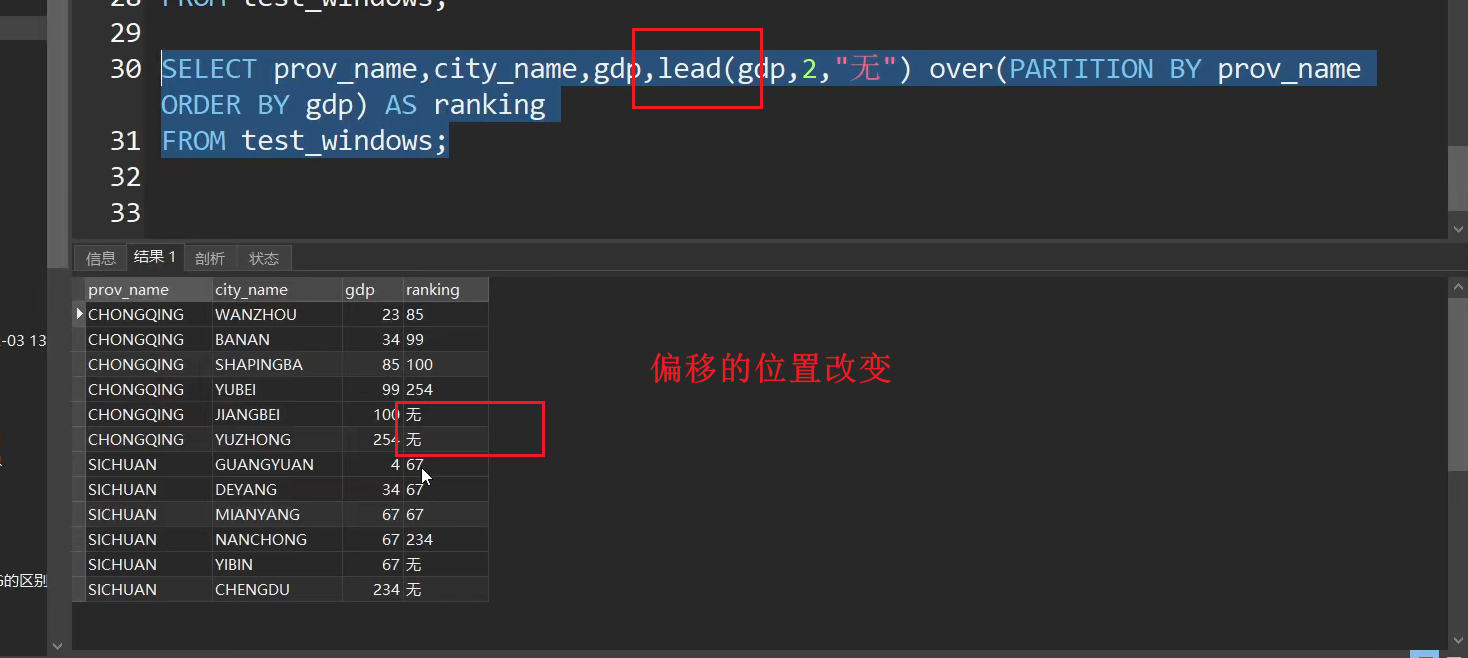 28 FROM test_windows;
29
30 SELECT prov_name,city_name,gdp,lead(gdp,2,"无") over(PARTITION BY prov_name
ORDER BY gdp) AS ranking
31 FROM test_windows;
32
33
信息 结果 1 剖析 状态
prov_name city_name gdp ranking
CHONGQING WANZHOU 23 85
-03 13
CHONGQING BANAN 34 99
CHONGQING SHAPINGBA 85 100
偏移的位置改变
CHONGQING YUBEI 99 254
CHONGQING JIANGBEI 100 无
CHONGQING YUZHONG 254 无
SICHUAN GUANGYUAN 4 67
SICHUAN DEYANG 34 67
SICHUAN MIANYANG 67 67
SICHUAN NANCHONG 67 234
SICHUAN YIBIN 67 无
的区别
SICHUAN CHENGDU 234 无